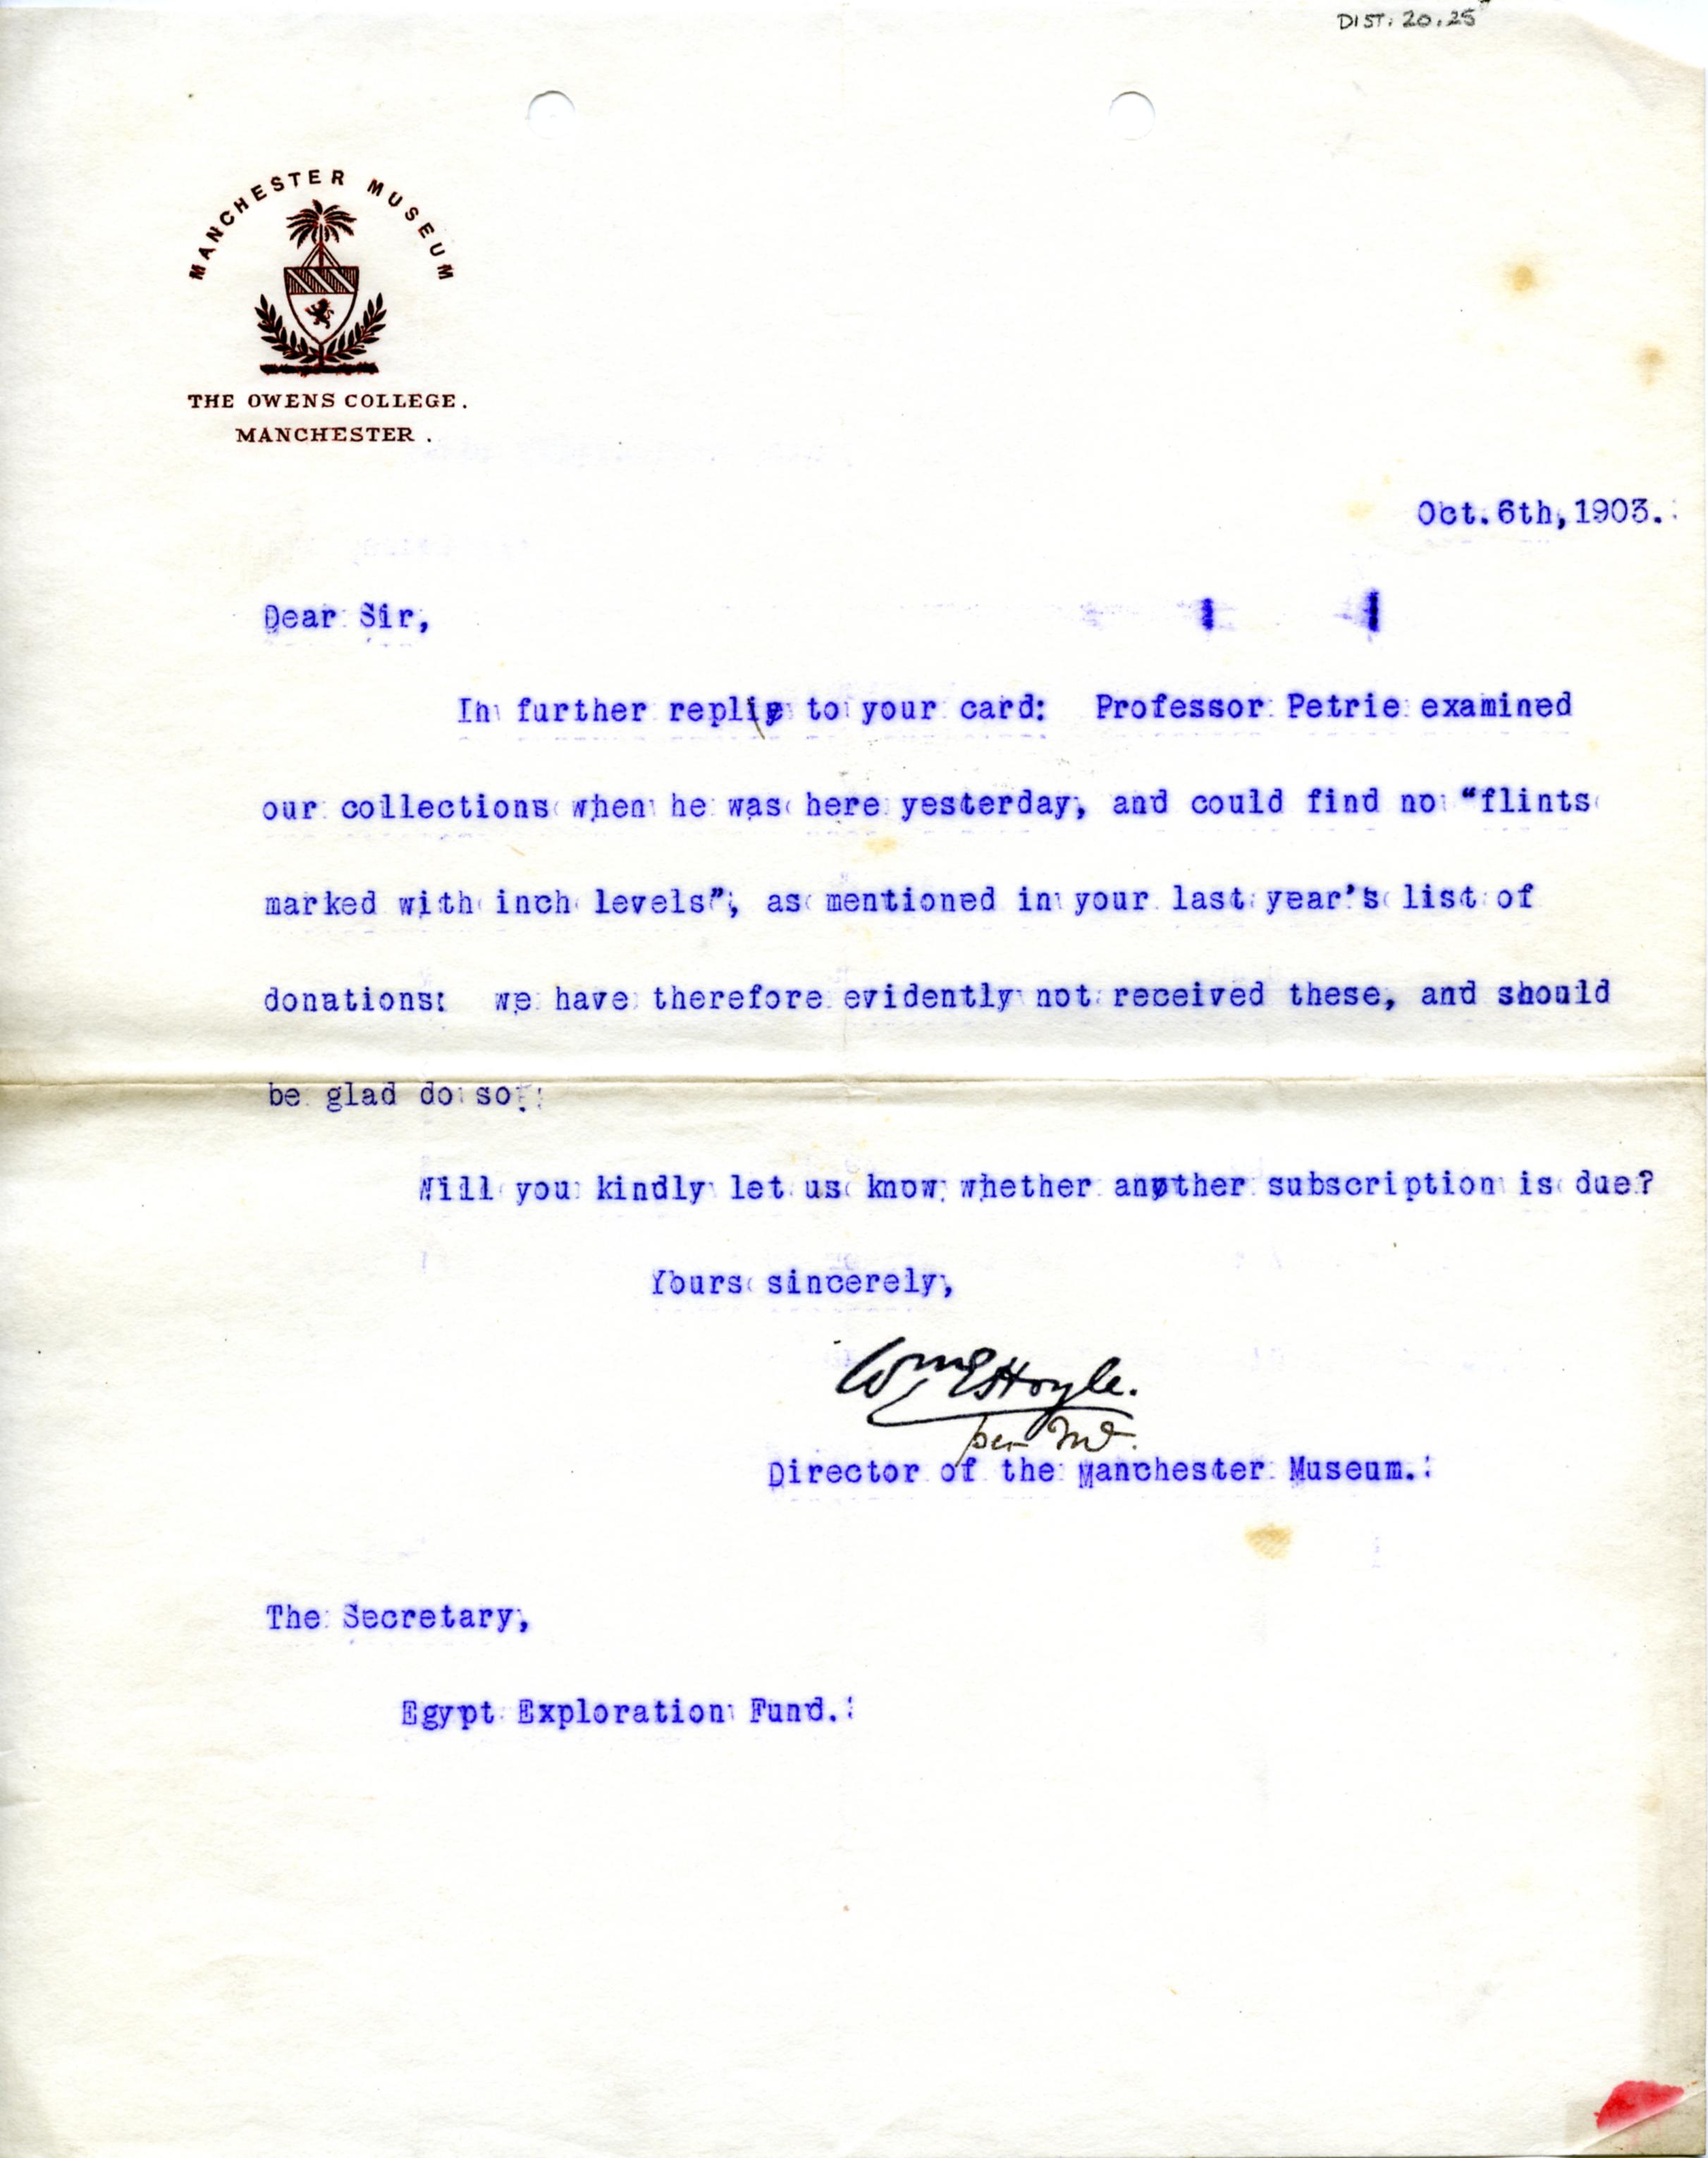 DIST. 20.25
MANCHESTER MUSEUM
THE OWENS COLLEGE.
MANCHESTER.
Oct. 6th, 1903.
Dear Sir,
In further reply to your card: Professor Petrie examined
our collections when he was here yesterday, and could find no "flints
marked with inch levels", as mentioned in your last year's list of
donations: we have therefore evidently not received these, and should
be glad do so.
Will you kindly let us know whether another subscription is due?
Yours sincerely,
Wm E Hoyle.
per
Director of the Manchester Museum.
The Secretary,
Egypt Exploration Fund.